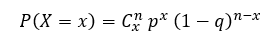 P(X = x) = C_x^n p^x (1 − q)^{n−x}